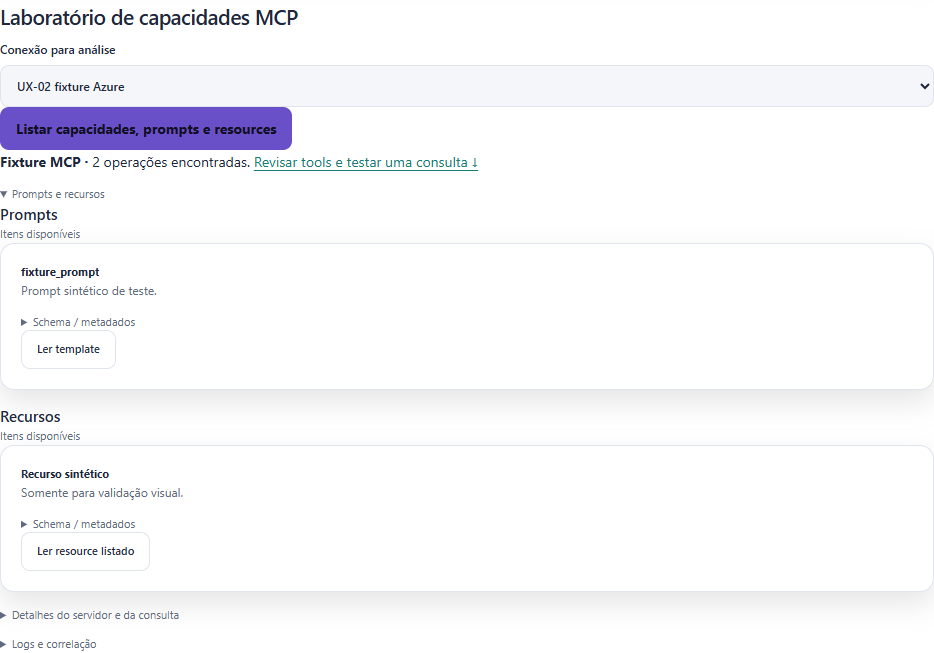 Laboratório de capacidades MCP
Conexão para análise
UX-02 fixture Azure
Listar capacidades, prompts e resources
Fixture MCP · 2 operações encontradas. Revisar tools e testar uma consulta ↓
▼ Prompts e recursos
Prompts
Itens disponíveis
fixture_prompt
Prompt sintético de teste.
▶ Schema / metadados
Ler template
Recursos
Itens disponíveis
Recurso sintético
Somente para validação visual.
▶ Schema / metadados
Ler resource listado
▶ Detalhes do servidor e da consulta
▶ Logs e correlação